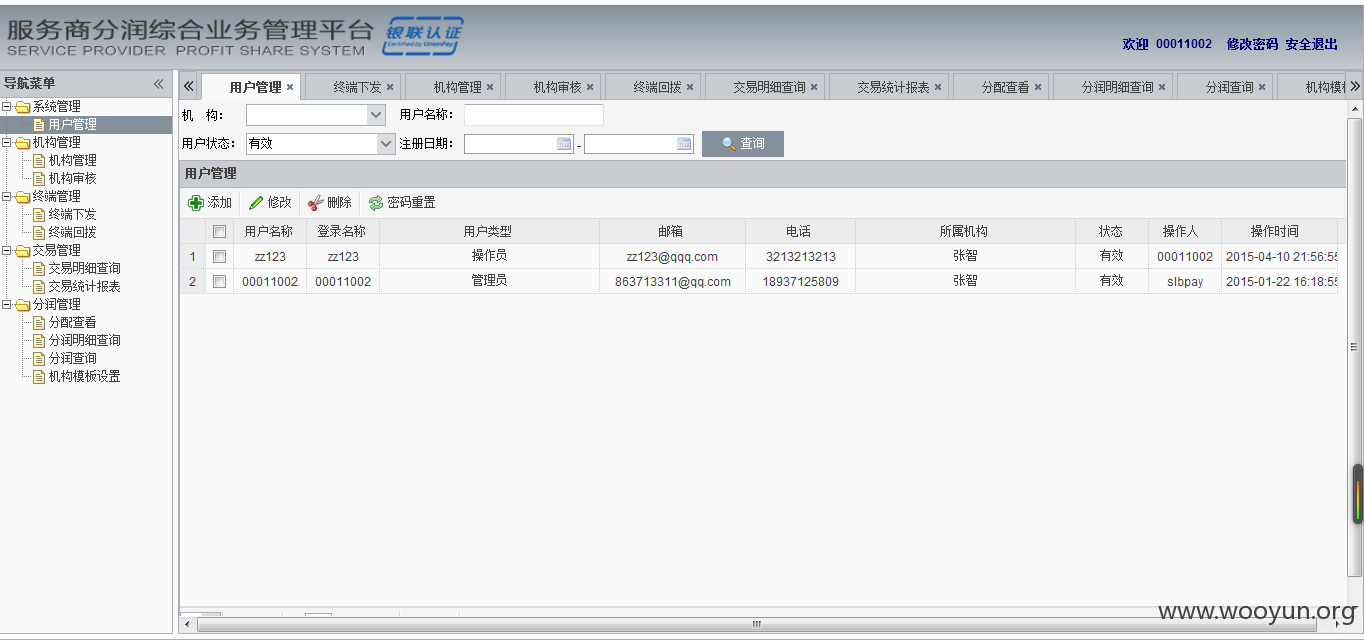 服务商分润综合业务管理平台 银联认证
SERVICE PROVIDER PROFIT SHARE SYSTEM Certified by UnionPay
欢迎 00011002 修改密码 安全退出
导航菜单
系统管理
用户管理
机构管理
机构管理
机构审核
终端管理
终端下发
终端回拨
交易管理
交易明细查询
交易统计报表
分润管理
分配查看
分润明细查询
分润查询
机构模板设置
用户管理 终端下发 机构管理 机构审核 终端回拨 交易明细查询 交易统计报表 分配查看 分润明细查询 分润查询 机构模
机 构: 用户名称:
用户状态: 有效 注册日期: - 查询
用户管理
添加 修改 删除 密码重置
用户名称 登录名称 用户类型 邮箱 电话 所属机构 状态 操作人 操作时间
1 zz123 zz123 操作员 zz123@qqq.com 3213213213 张智 有效 00011002 2015-04-10 21:56:55
2 00011002 00011002 管理员 863713311@qq.com 18937125809 张智 有效 slbpay 2015-01-22 16:18:55
www.wooyun.org